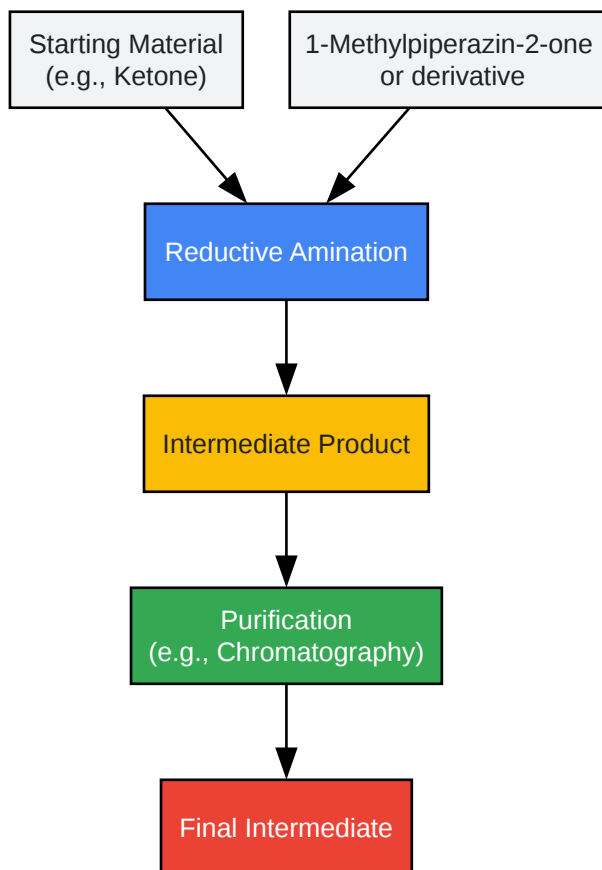 Starting Material
(e.g., Ketone)
1-Methylpiperazin-2-one
or derivative
Reductive Amination
Intermediate Product
Purification
(e.g., Chromatography)
Final Intermediate